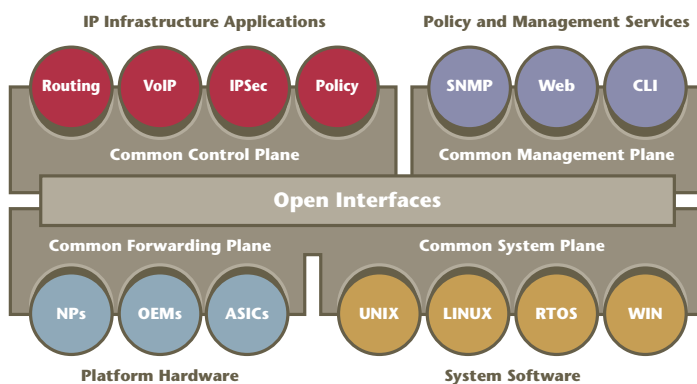 IP Infrastructure Applications
Policy and Management Services
Routing
VoIP
IPSec
Policy
SNMP
Web
CLI
Common Control Plane
Common Management Plane
Open Interfaces
Common Forwarding Plane
Common System Plane
NPs
OEMs
ASICs
UNIX
LINUX
RTOS
WIN
Platform Hardware
System Software